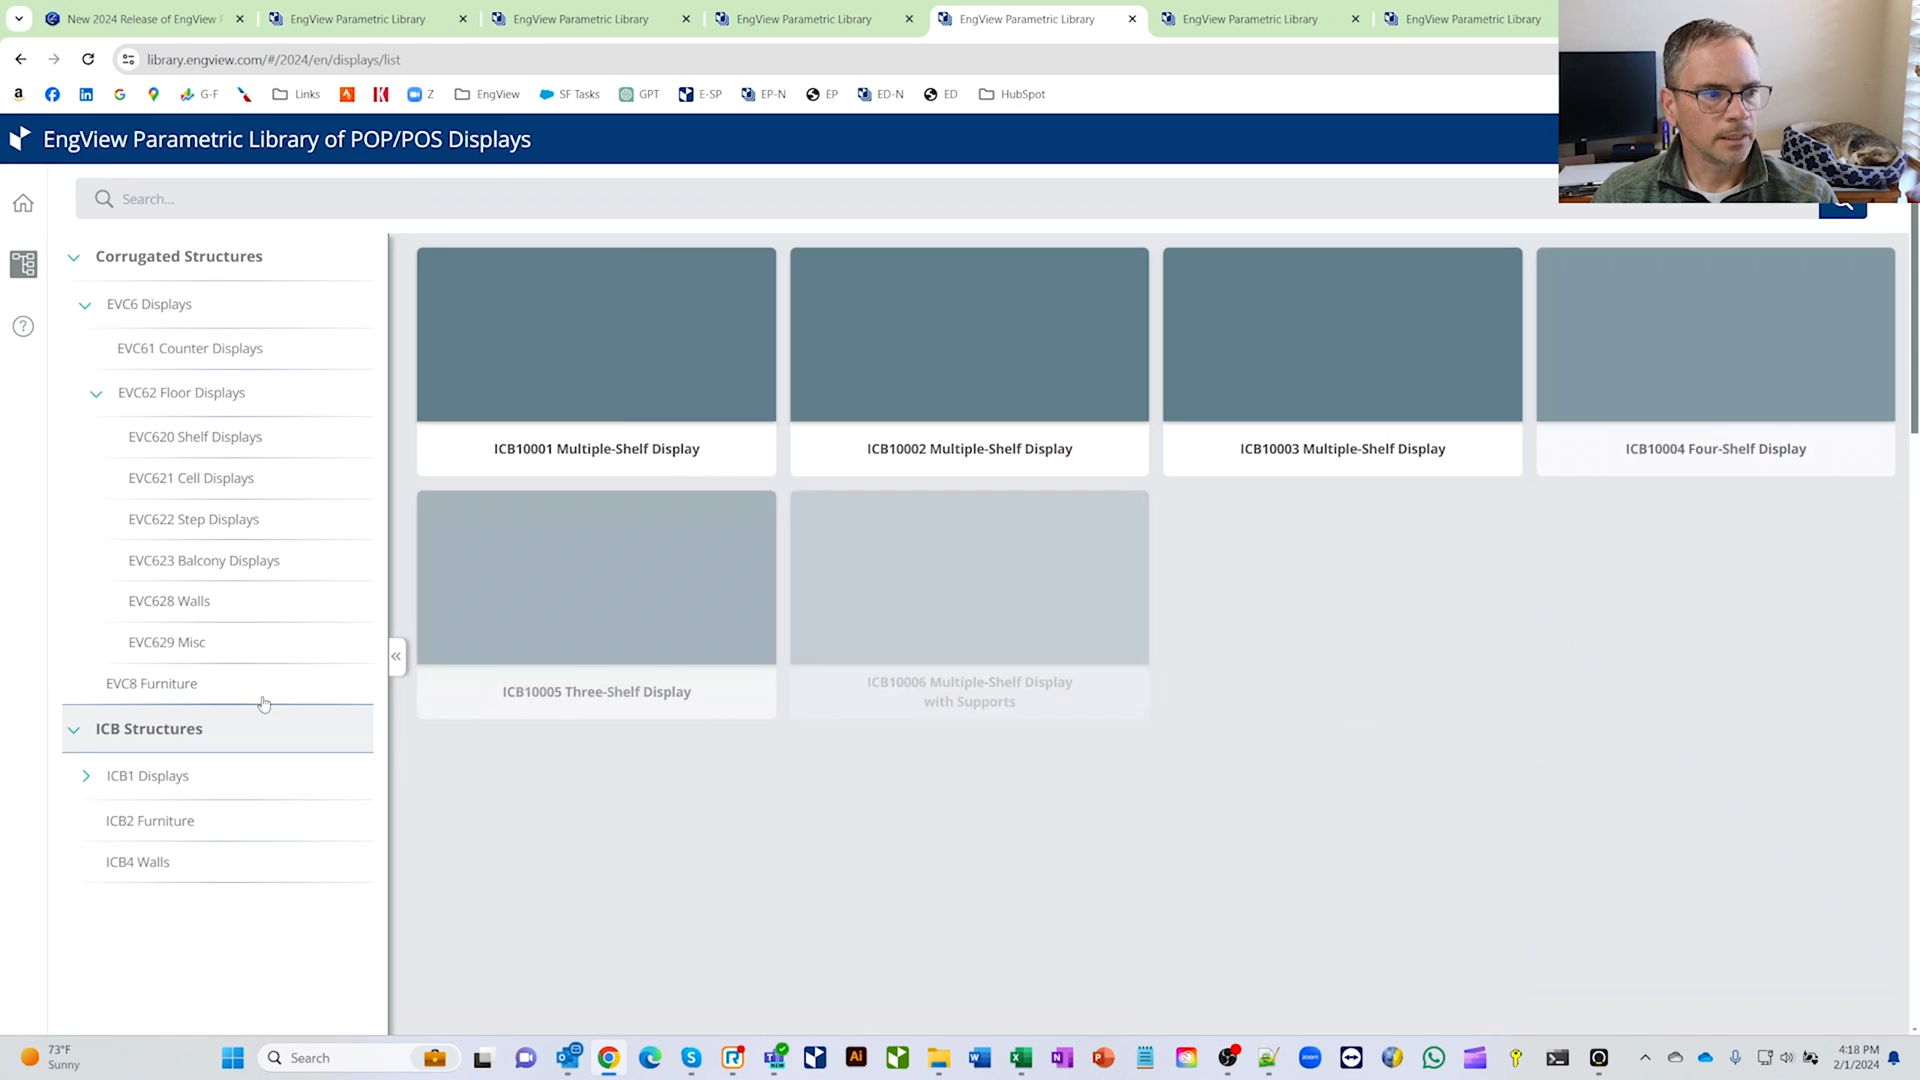 New 2024 Release of EngView F
EngView Parametric Library
EngView Parametric Library
EngView Parametric Library
EngView Parametric Library
EngView Parametric Library
EngView Parametric Library
library.engview.com/#/2024/en/displays/list
G-F
Links
Z
EngView
SF Tasks
GPT
E-SP
EP-N
EP
ED-N
ED
HubSpot
EngView Parametric Library of POP/POS Displays
Search...
Corrugated Structures
EVC6 Displays
EVC61 Counter Displays
EVC62 Floor Displays
EVC620 Shelf Displays
EVC621 Cell Displays
EVC622 Step Displays
EVC623 Balcony Displays
EVC628 Walls
EVC629 Misc
EVC8 Furniture
ICB Structures
ICB1 Displays
ICB2 Furniture
ICB4 Walls
ICB10001 Multiple-Shelf Display
ICB10002 Multiple-Shelf Display
ICB10003 Multiple-Shelf Display
ICB10004 Four-Shelf Display
ICB10005 Three-Shelf Display
ICB10006 Multiple-Shelf Display
with Supports
73°F
Sunny
Search
4:18 PM
2/1/2024